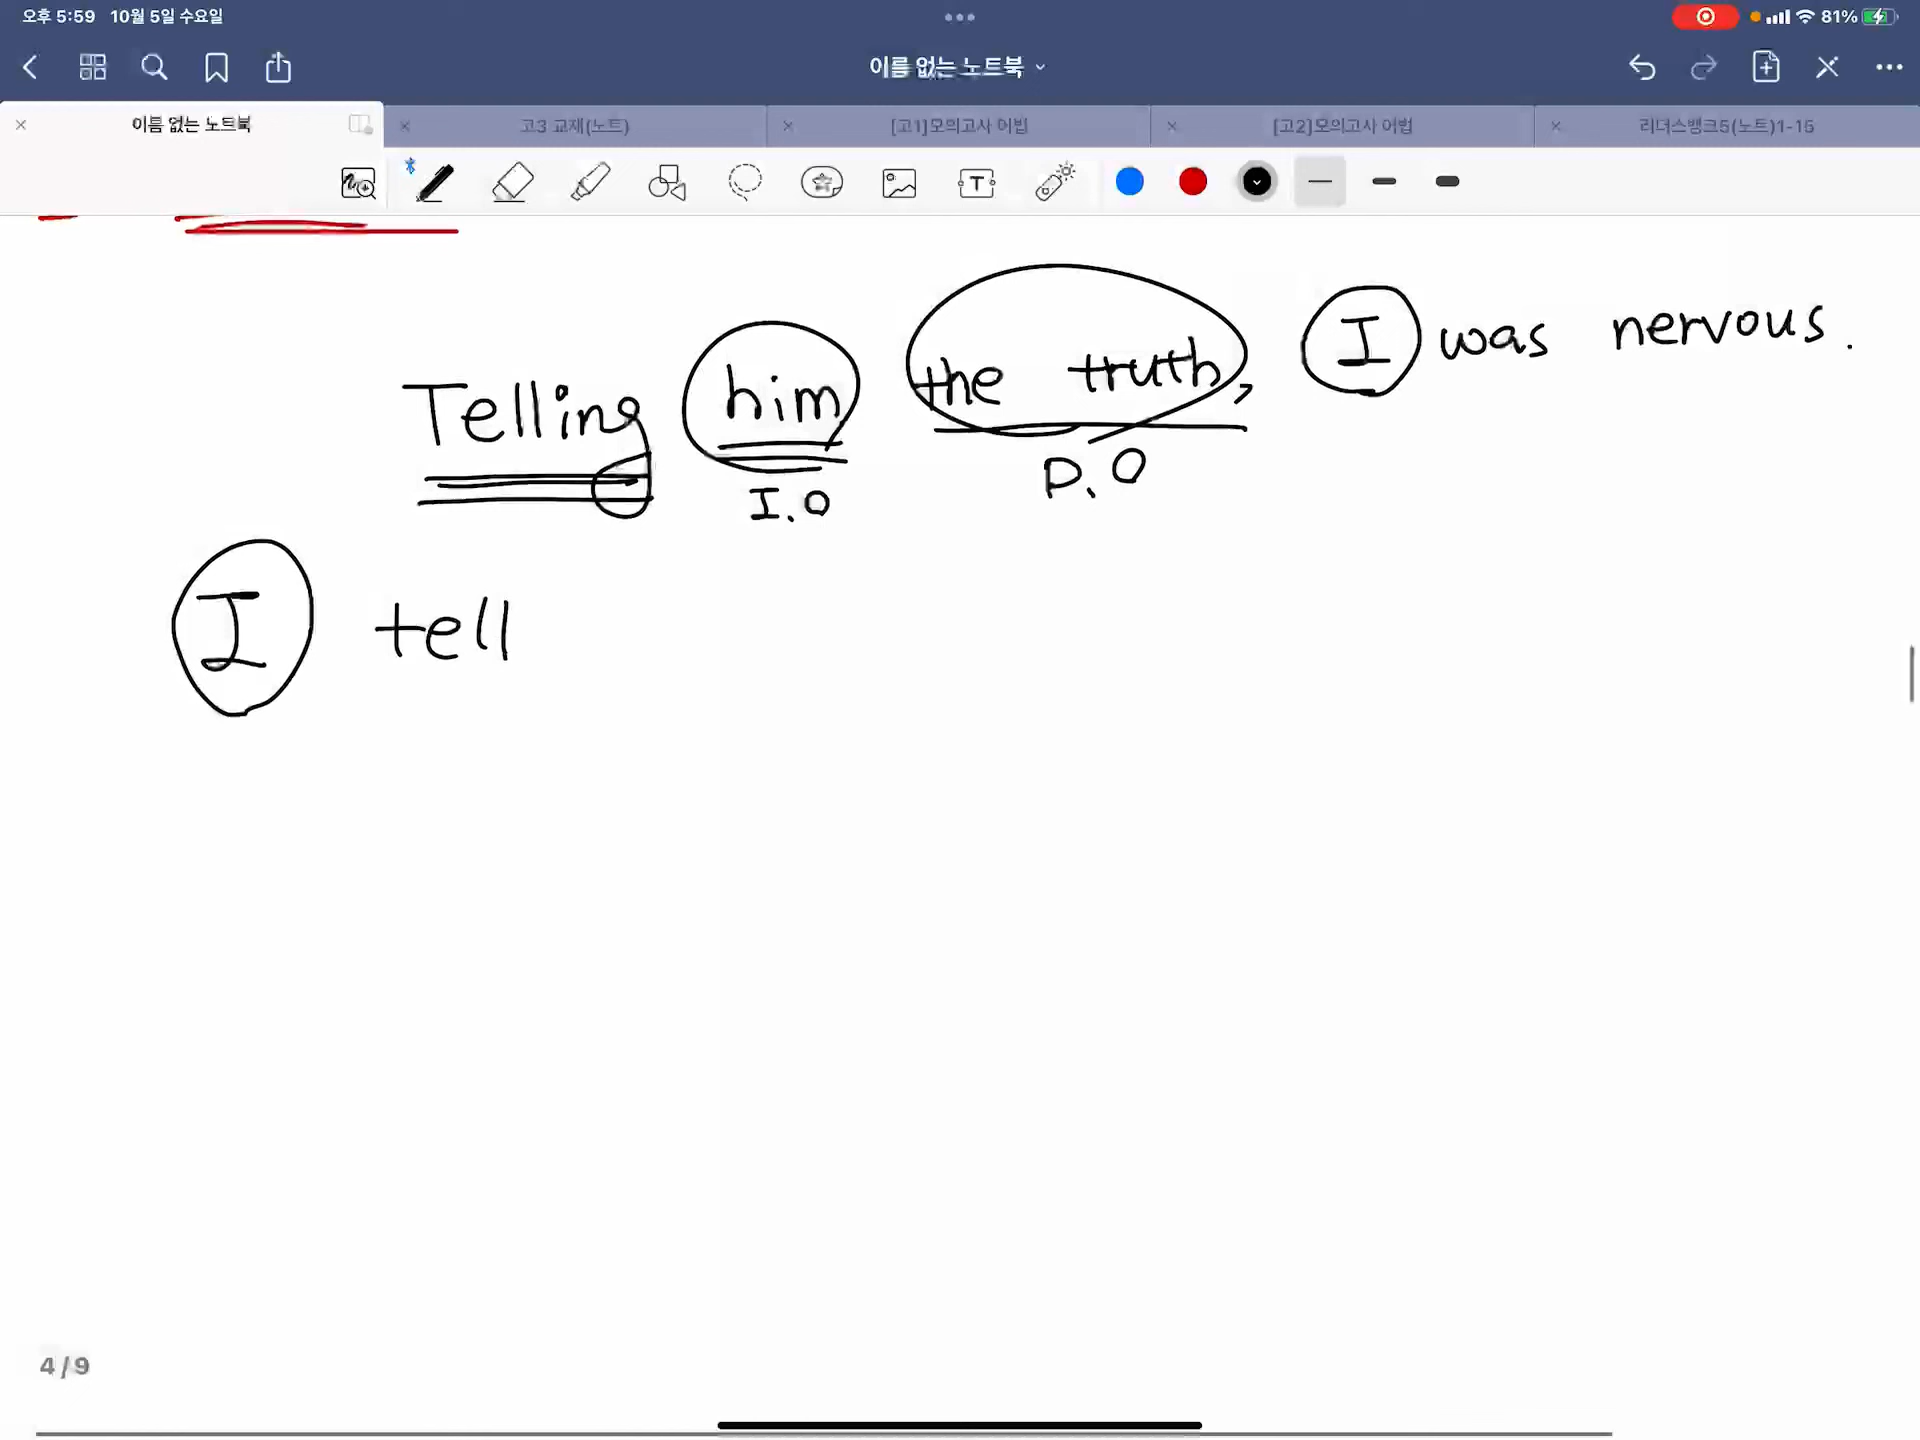 오후 5:59 10월 5일 수요일
81%
이름 없는 노트북
이름 없는 노트북 고3 교재(노트) [고1]모의고사 어법 [고2]모의고사 어법 리더스뱅크5(노트)1-15
T
Telling him the truth, I was nervous.
I.O D.O
I tell
4/9